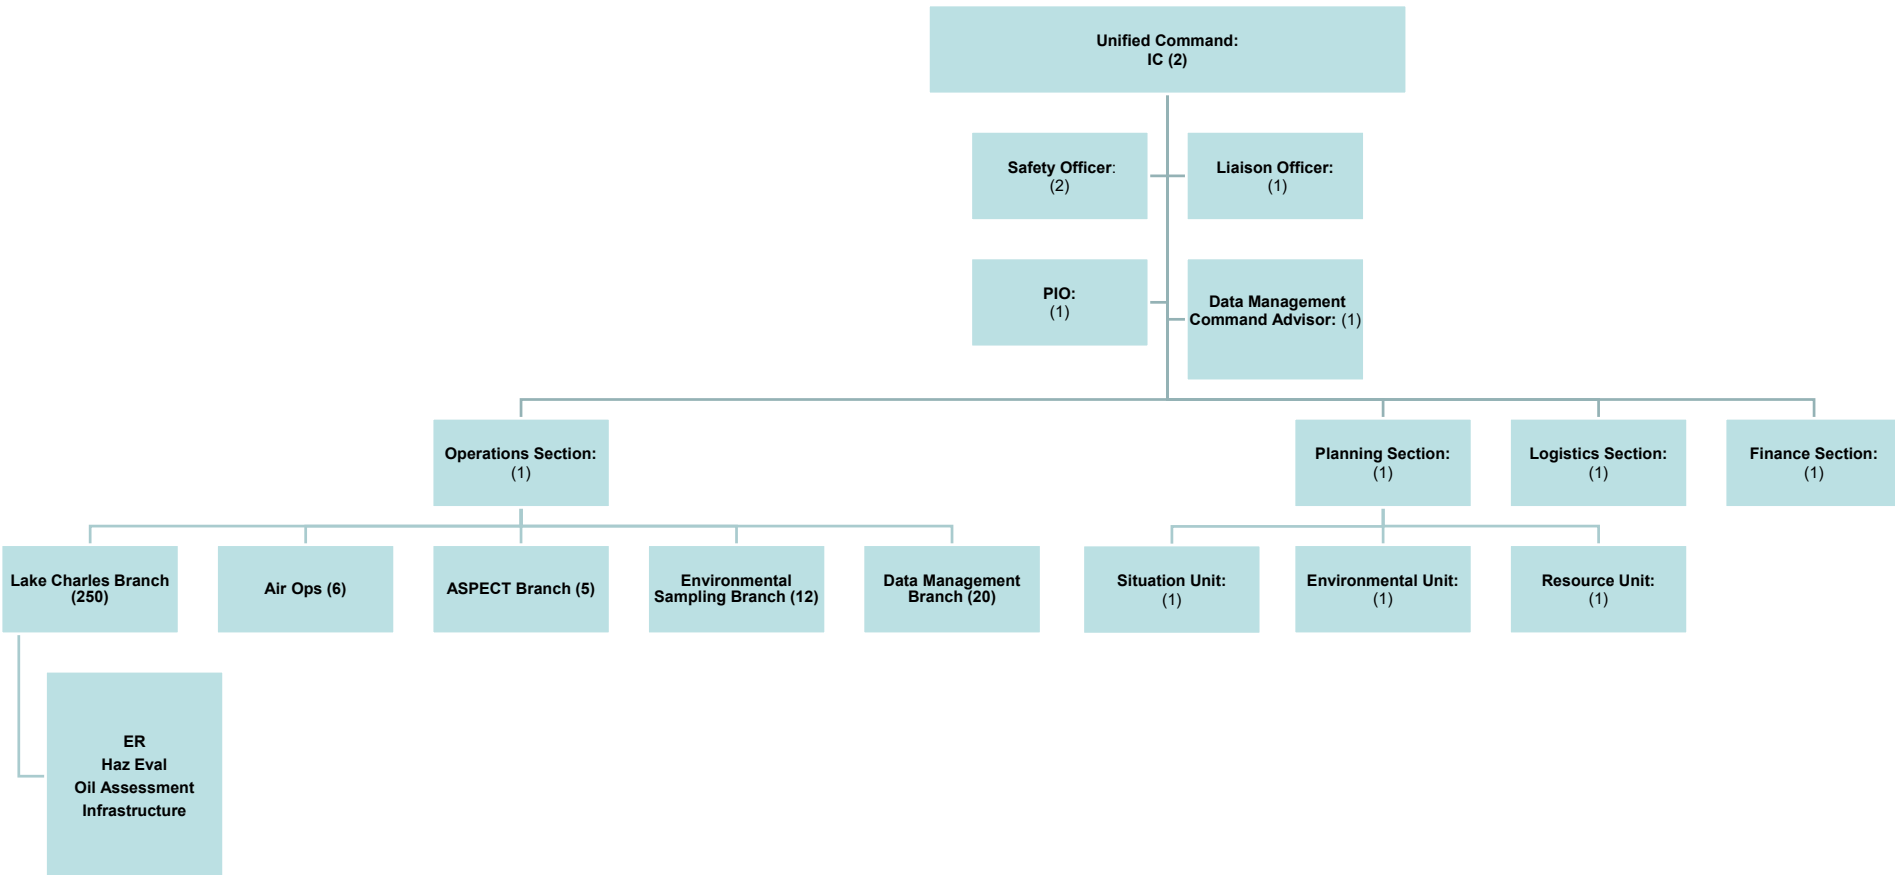 Unified Command:
IC (2)
Safety Officer:
(2)
Liaison Officer:
(1)
PIO:
(1)
Data Management
Command Advisor: (1)
Operations Section:
(1)
Planning Section:
(1)
Logistics Section:
(1)
Finance Section:
(1)
Lake Charles Branch
(250)
Air Ops (6)
ASPECT Branch (5)
Environmental
Sampling Branch (12)
Data Management
Branch (20)
Situation Unit:
(1)
Environmental Unit:
(1)
Resource Unit:
(1)
ER
Haz Eval
Oil Assessment
Infrastructure